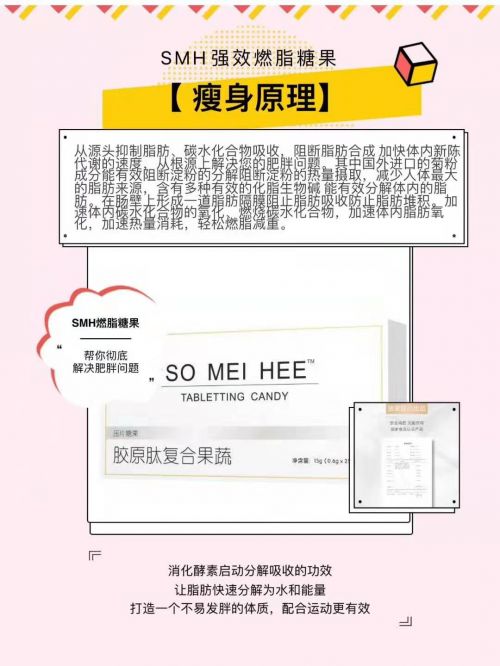 SMH强效燃脂糖果
【瘦身原理】
从源头抑制脂肪、碳水化合物吸收，阻断脂肪合成 加快体内新陈
代谢的速度，从根源上解决您的肥胖问题。其中国外进口的菊粉
成分能有效阻断淀粉的分解阻断淀粉的热量摄取，减少人体最大
的脂肪来源，含有多种有效的化脂生物碱 能有效分解体内的脂
肪。在肠壁上形成一道脂肪隔膜阻止脂肪吸收防止脂肪堆积。加
速体内碳水化合物的氧化，燃烧碳水化合物，加速体内脂肪氧
化，加速热量消耗，轻松燃脂减重。
SMH燃脂糖果
“
帮你彻底
解决肥胖问题
”
SO MEI HEE™
TABLETTING CANDY
压片糖果
胶原肽复合果蔬
净含量：15g（0.6g×2
消化酵素启动分解吸收的功效
让脂肪快速分解为水和能量
打造一个不易发胖的体质，配合运动更有效